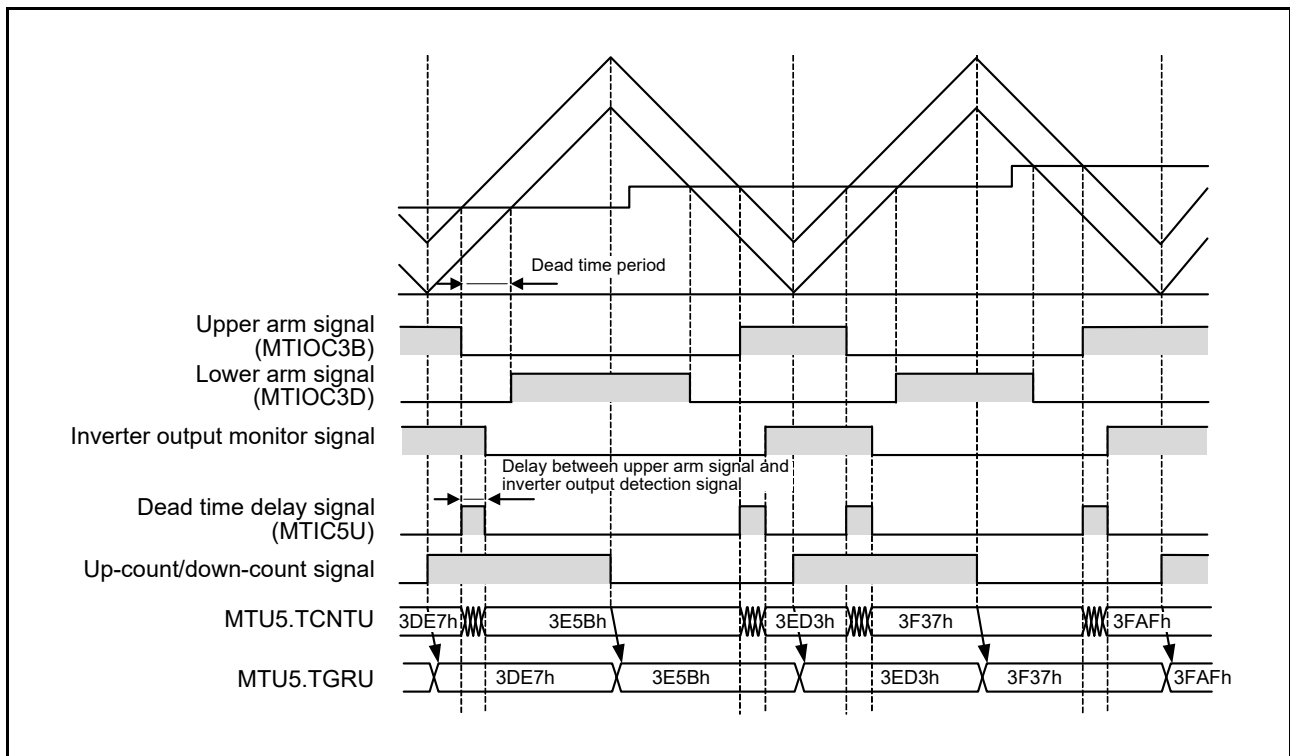 Dead time period
Upper arm signal
(MTIOC3B)
Lower arm signal
(MTIOC3D)
Inverter output monitor signal
Delay between upper arm signal and
inverter output detection signal
Dead time delay signal
(MTIC5U)
Up-count/down-count signal
MTU5.TCNTU 3DE7h 3E5Bh 3ED3h 3F37h 3FAFh
MTU5.TGRU 3DE7h 3E5Bh 3ED3h 3F37h 3FAFh